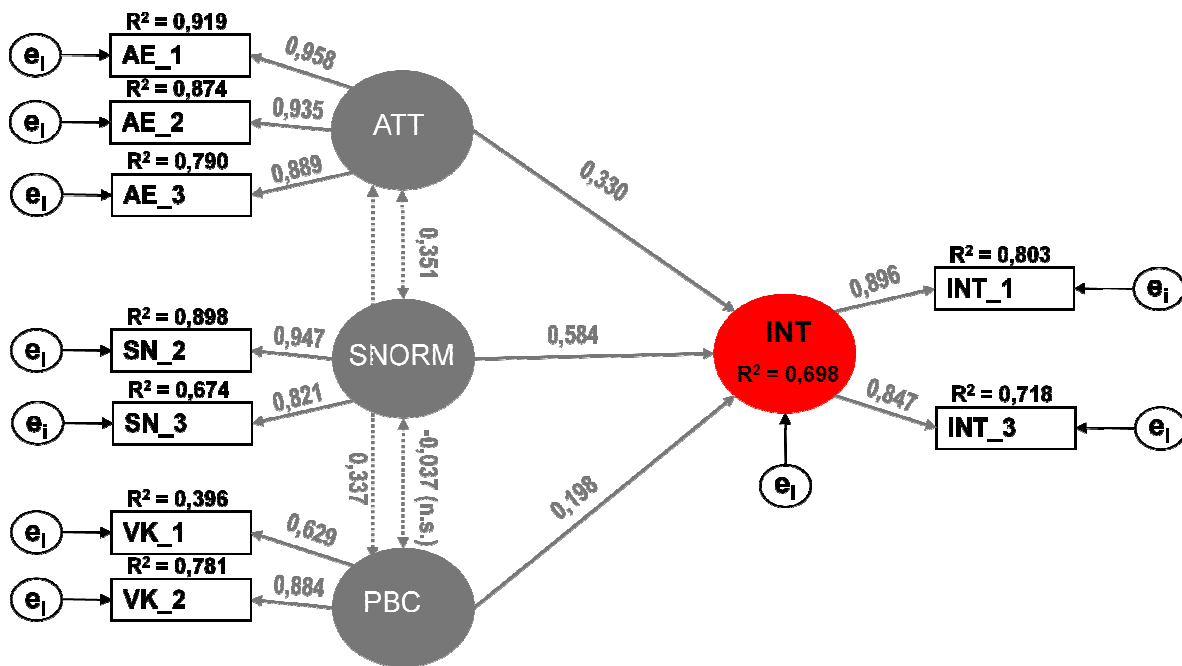 R² = 0,919
eI
AE_1
0,958
R² = 0,874
eI
AE_2
0,935
ATT
R² = 0,790
eI
AE_3
0,889
0,330
0,351
R² = 0,803
INT_1
ei
0,896
R² = 0,898
eI
SN_2
0,947
SNORM
0,584
INT
R² = 0,698
R² = 0,674
ei
SN_3
0,821
0,847
R² = 0,718
INT_3
eI
eI
-0,037 (n.s.)
0,337
0,198
R² = 0,396
eI
VK_1
0,629
R² = 0,781
eI
VK_2
0,884
PBC